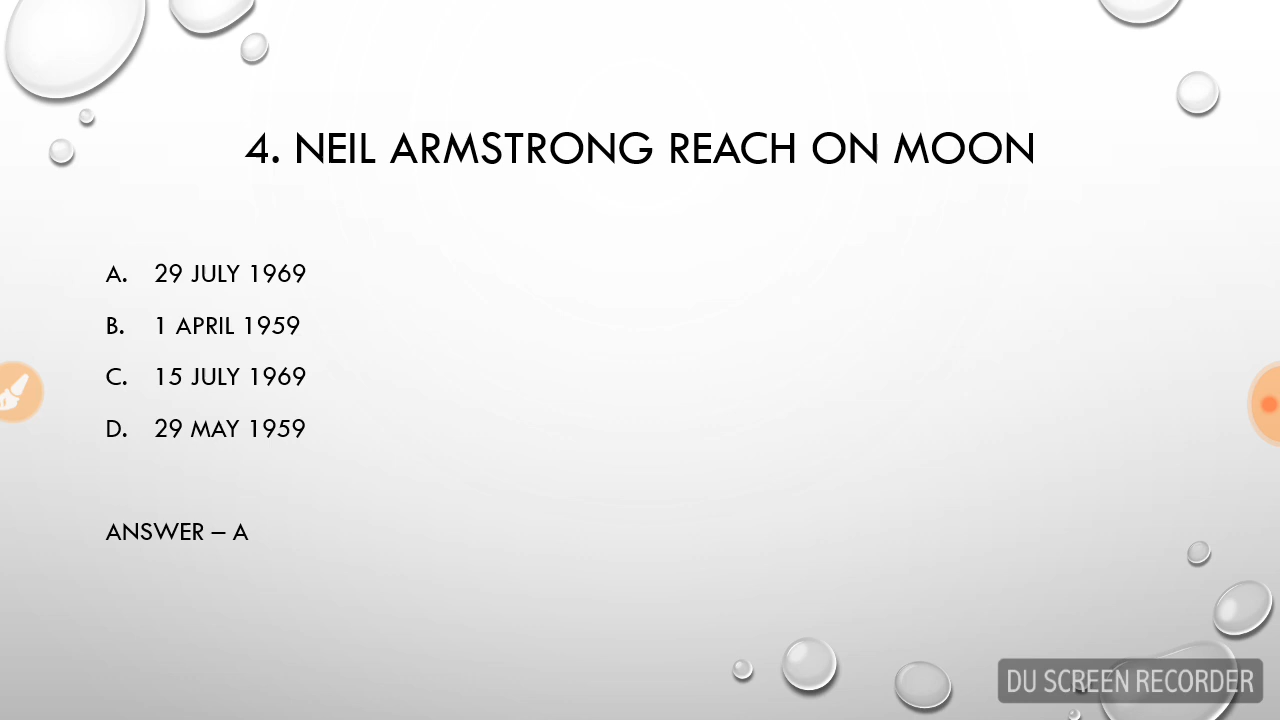 4. NEIL ARMSTRONG REACH ON MOON
A. 29 JULY 1969
B. 1 APRIL 1959
C. 15 JULY 1969
D. 29 MAY 1959
ANSWER – A
DU SCREEN RECORDER